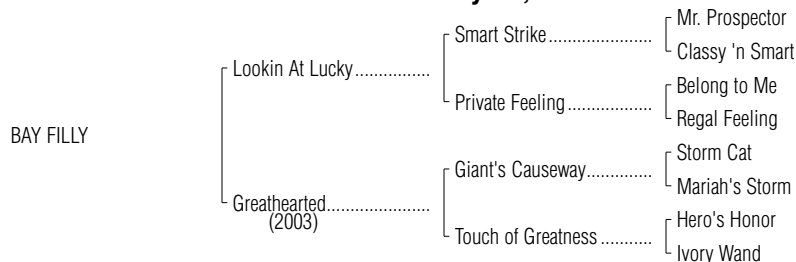 Mr. Prospector
Smart Strike...................
Classy 'n Smart
Lookin At Lucky................
Belong to Me
Private Feeling..................
Regal Feeling
BAY FILLY
Storm Cat
Giant's Causeway..............
Mariah's Storm
Greathearted......................
(2003)
Hero's Honor
Touch of Greatness ...........
Ivory Wand